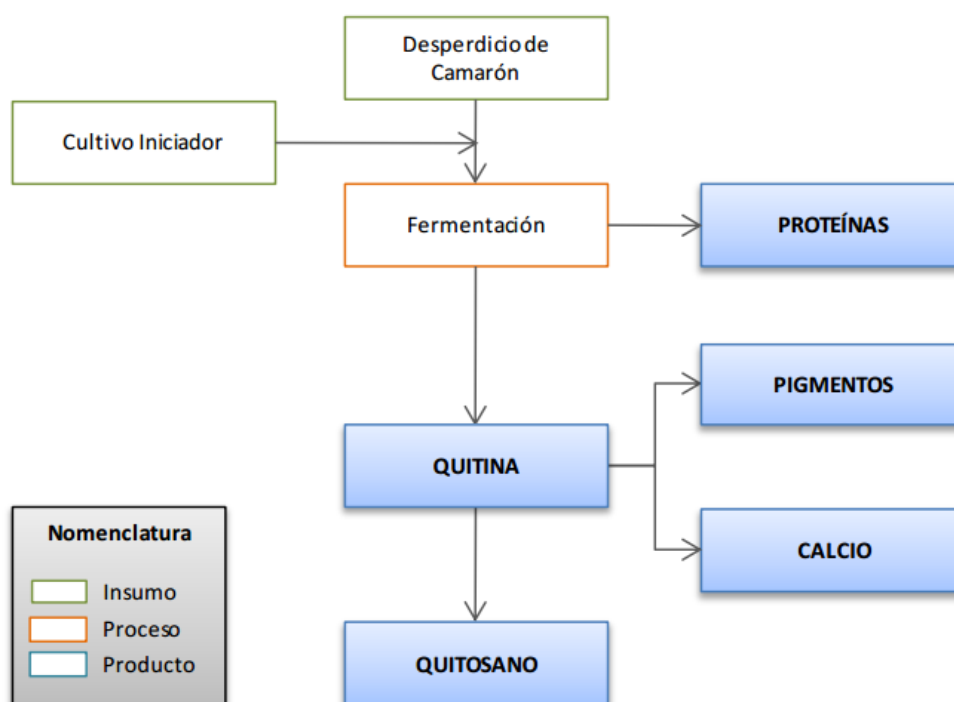 Desperdicio de
Camarón
Cultivo Iniciador
Fermentación
PROTEÍNAS
PIGMENTOS
QUITINA
CALCIO
QUITOSANO
Nomenclatura
Insumo
Proceso
Producto